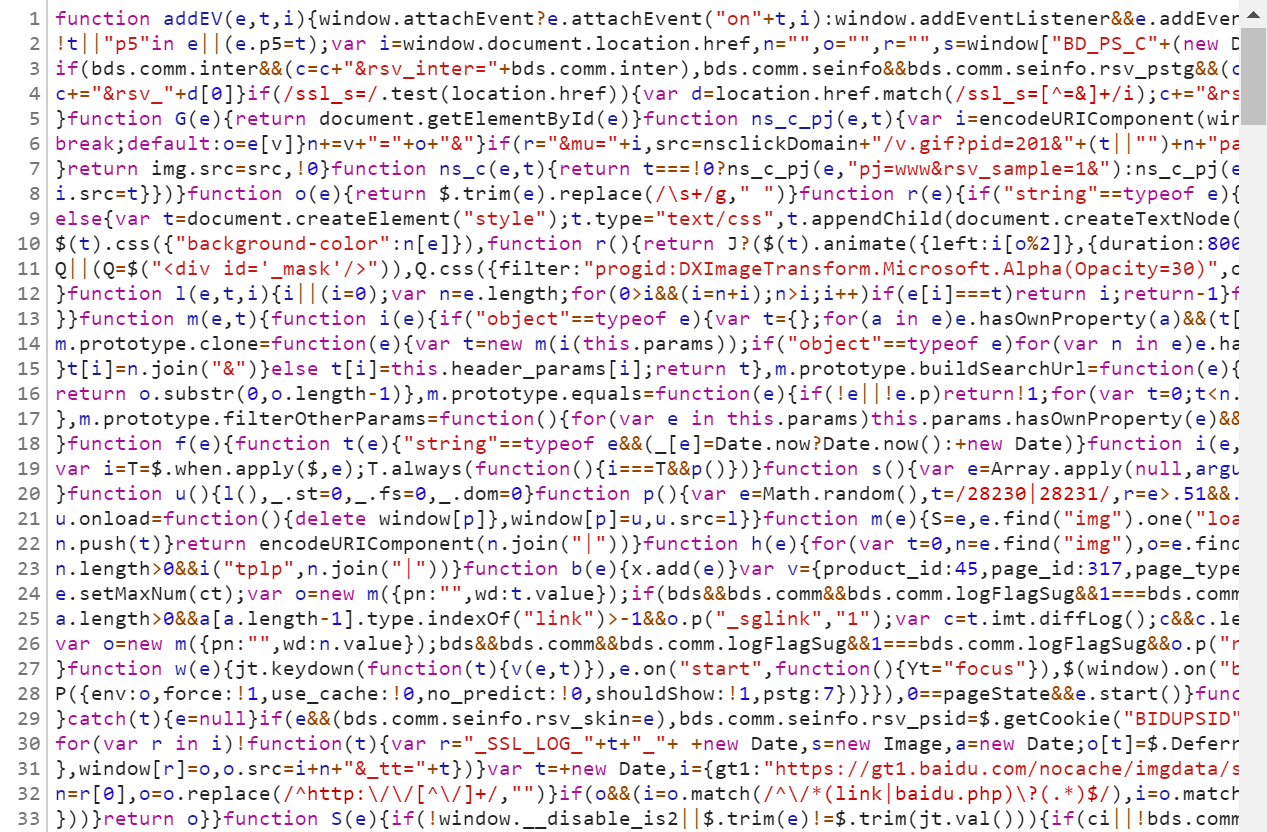 1 function addEV(e,t,i){window.attachEvent?e.attachEvent("on"+t,i):window.addEventListener&&e.addEver
2 !t||"p5"in e||(e.p5=t);var i=window.document.location.href,n="",o="",r="",s=window["BD_PS_C"+(new D
3 if(bds.comm.inter&&(c=c+"&rsv_inter="+bds.comm.inter),bds.comm.seinfo&&bds.comm.seinfo.rsv_pstg&&(c
4 c+="&rsv_"+d[0]}if(/ssl_s=/.test(location.href)){var d=location.href.match(/ssl_s=[^=&]+/i);c+="&rs
5 }function G(e){return document.getElementById(e)}function ns_c_pj(e,t){var i=encodeURIComponent(wir
6 break;default:o=e[v]}n+=v+"="+o+"&"}if(r="&mu="+i,src=nsclickDomain+"/v.gif?pid=201&"+(t||"")+n+"pa
7 }return img.src=src,!0}function ns_c(e,t){return t===!0?ns_c_pj(e,"pj=www&rsv_sample=1&"):ns_c_pj(e
8 i.src=t}})}function o(e){return $.trim(e).replace(/\s+/g," ")}function r(e){if("string"==typeof e){
9 else{var t=document.createElement("style");t.type="text/css",t.appendChild(document.createTextNode(
10 $(t).css({"background-color":n[e]}),function r(){return J?($(t).animate({left:i[o%2]},{duration:800
11 Q||(Q=$("<div id='_mask'/>")),Q.css({filter:"progid:DXImageTransform.Microsoft.Alpha(Opacity=30)",o
12 }function l(e,t,i){i||(i=0);var n=e.length;for(0>i&&(i=n+i);n>i;i++)if(e[i]===t)return i;return-1}f
13 }}function m(e,t){function i(e){if("object"==typeof e){var t={};for(a in e)e.hasOwnProperty(a)&&(t[
14 m.prototype.clone=function(e){var t=new m(i(this.params));if("object"==typeof e)for(var n in e)e.ha
15 }t[i]=n.join("&")}else t[i]=this.header_params[i];return t},m.prototype.buildSearchUrl=function(e){
16 return o.substr(0,o.length-1)},m.prototype.equals=function(e){if(!e||!e.p)return!1;for(var t=0;t<n.
17 },m.prototype.filterOtherParams=function(){for(var e in this.params)this.params.hasOwnProperty(e)&&
18 }function f(e){function t(e){"string"==typeof e&&(_[e]=Date.now?Date.now():+new Date)}function i(e,
19 var i=T=$.when.apply($,e);T.always(function(){i===T&&p()})}function s(){var e=Array.apply(null,argu
20 }function u(){l(),_.st=0,_.fs=0,_.dom=0}function p(){var e=Math.random(),t=/28230|28231/,r=e>.51&&.
21 u.onload=function(){delete window[p]},window[p]=u,u.src=l}}function m(e){S=e,e.find("img").one("loa
22 n.push(t)}return encodeURIComponent(n.join("|"))}function h(e){for(var t=0,n=e.find("img"),o=e.find
23 n.length>0&&i("tplp",n.join("|"))}function b(e){x.add(e)}var v={product_id:45,page_id:317,page_type
24 e.setMaxNum(ct);var o=new m({pn:"",wd:t.value});if(bds&&bds.comm&&bds.comm.logFlagSug&&1===bds.comm
25 a.length>0&&a[a.length-1].type.indexOf("link")>-1&&o.p("_sglink","1");var c=t.imt.diffLog();c&&c.le
26 var o=new m({pn:"",wd:n.value});bds&&bds.comm&&bds.comm.logFlagSug&&1===bds.comm.logFlagSug&&o.p("r
27 }function w(e){jt.keydown(function(t){v(e,t)}),e.on("start",function(){Yt="focus"}),$(window).on("b
28 P({env:o,force:!1,use_cache:!0,no_predict:!0,shouldShow:!1,pstg:7})}}),0==pageState&&e.start()}func
29 }catch(t){e=null}if(e&&(bds.comm.seinfo.rsv_skin=e),bds.comm.seinfo.rsv_psid=$.getCookie("BIDUPSID"
30 for(var r in i)!function(t){var r="_SSL_LOG_"+t+"_"+ +new Date,s=new Image,a=new Date;o[t]=$.Deferr
31 },window[r]=o,o.src=i+n+"&_tt="+t})}var t=+new Date,i={gt1:"https://gt1.baidu.com/nocache/imgdata/s
32 n=r[0],o=o.replace(/^http:\/\/[^\/]+/,"")}if(o&&(i=o.match(/^\/*(link|baidu.php)\?(.*)$/),i=o.match
33 }))}return o}}function S(e){if(!window.__disable_is2||$.trim(e)!=$.trim(jt.val())){if(ci||!bds.comm